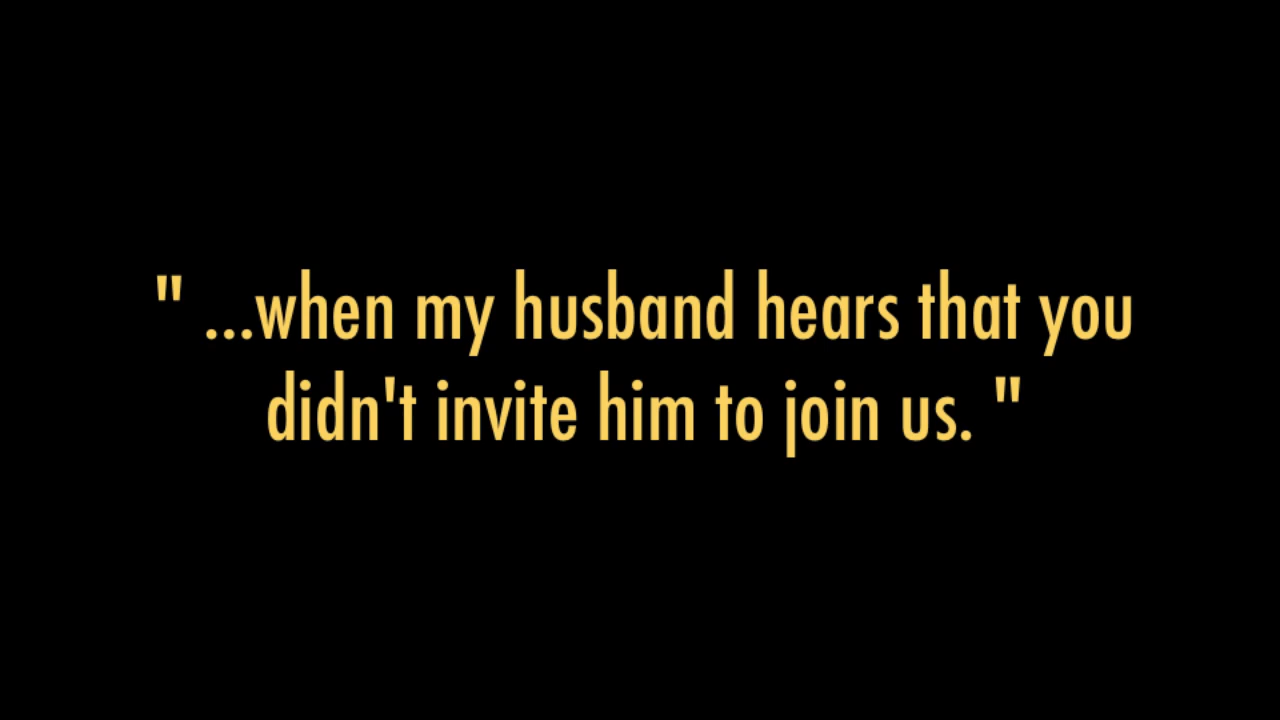 " ...when my husband hears that you
didn't invite him to join us. "